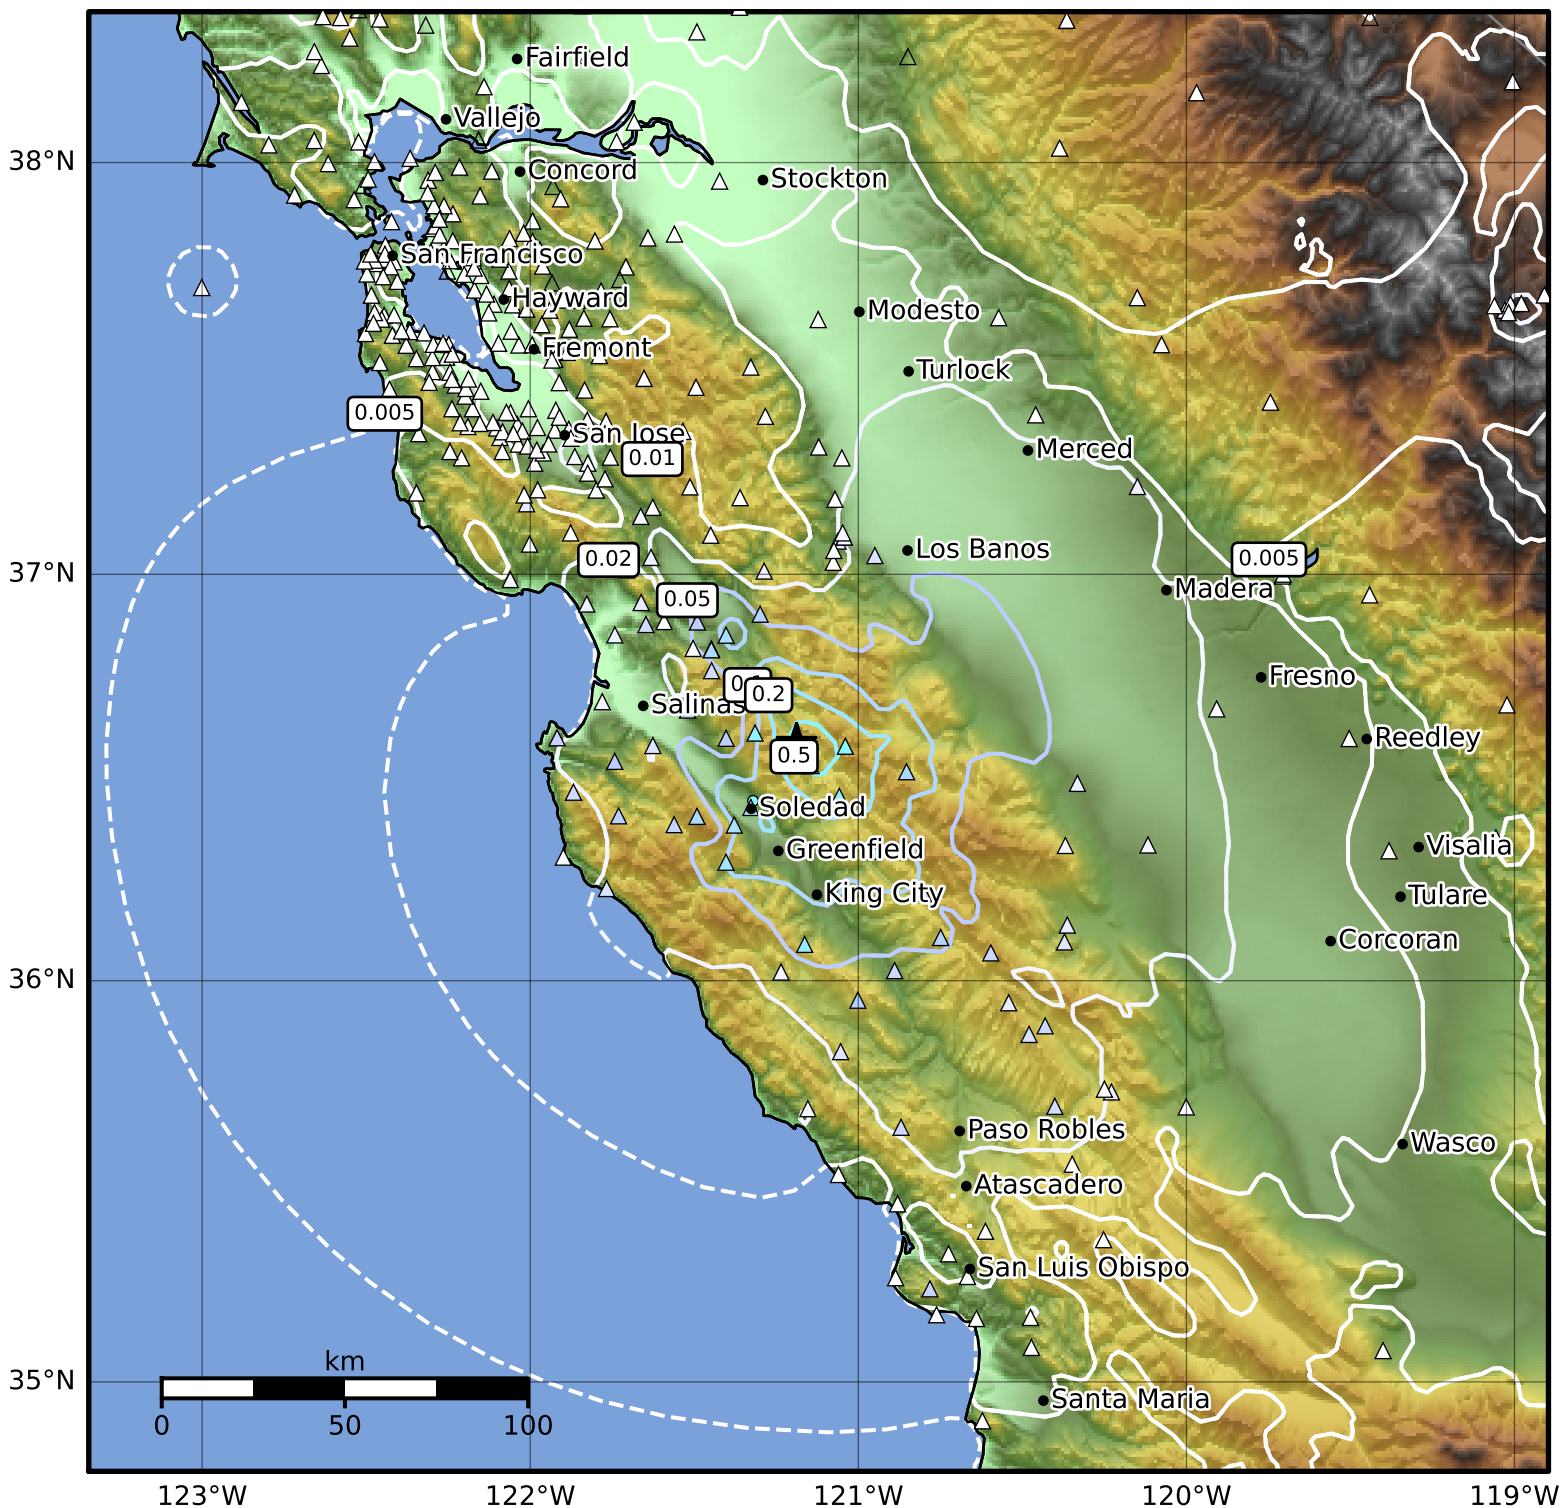 Fairfield
Vallejo
38°N
Concord
Stockton
San Francisco
Hayward
Modesto
Fremont
Turlock
0.005
San Jose
Merced
0.01
Los Banos
0.02
0.005
37°N
Madera
0.05
Fresno
0.2
Salinas
Reedley
0.5
Soledad
Greenfield
Visalia
King City
Tulare
Corcoran
36°N
Paso Robles
Wasco
Atascadero
San Luis Obispo
km
35°N
Santa Maria
0 50 100
123°W 122°W 121°W 120°W 119°W